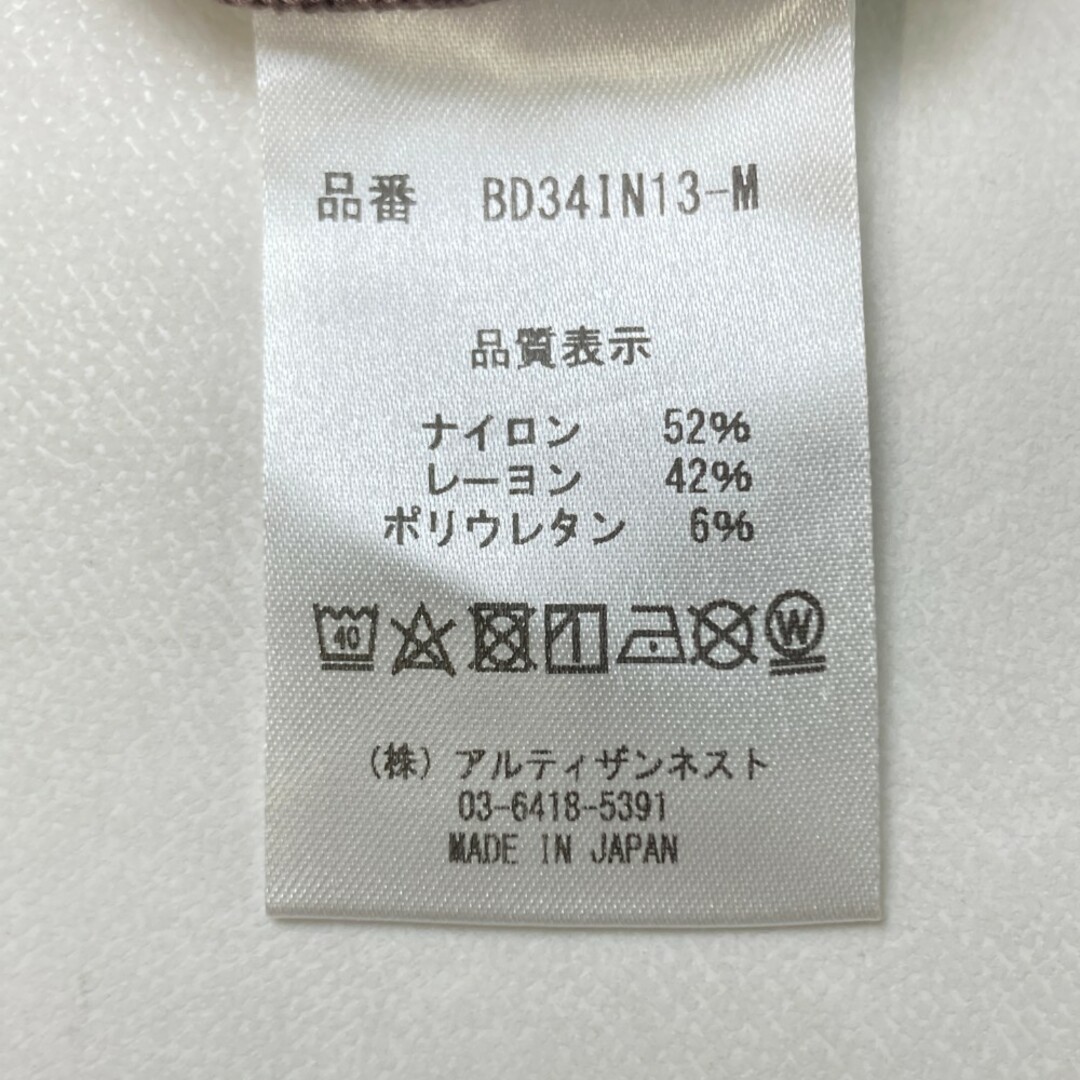 品番 BD34IN13-M
品質表示
ナイロン 52%
レーヨン 42%
ポリウレタン 6%
40 W
(株) アルティザンネスト
03-6418-5391
MADE IN JAPAN